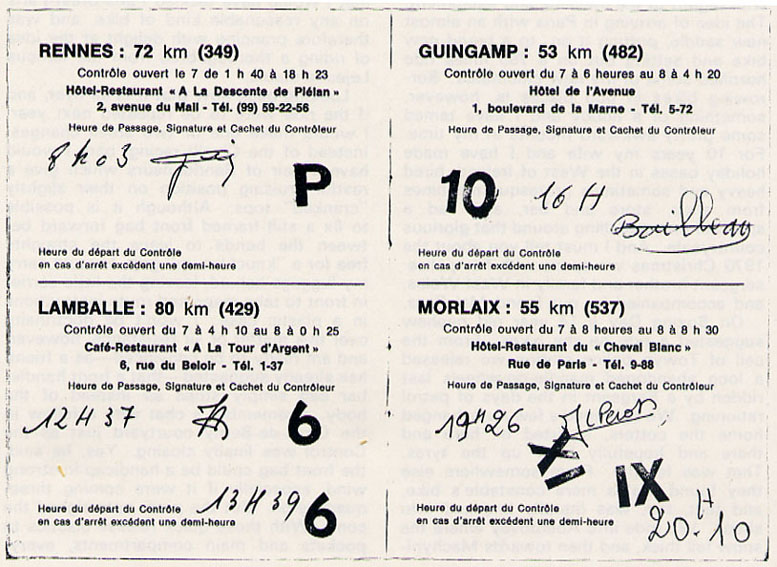 RENNES : 72 km (349)
Contrôle ouvert le 7 de 1 h 40 à 18 h 23
Hôtel-Restaurant « A La Descente de Plélan »
2, avenue du Mail - Tél. (99) 59-22-56
Heure de Passage, Signature et Cachet du Contrôleur
8h03
P
Heure du départ du Contrôle
en cas d'arrêt excédent une demi-heure
GUINGAMP : 53 km (482)
Contrôle ouvert du 7 à 6 heures au 8 à 4 h 20
Hôtel de l'Avenue
1, boulevard de la Marne - Tél. 5-72
Heure de Passage, Signature et Cachet du Contrôleur
10 16 H
Heure du départ du Contrôle
en cas d'arrêt excédent une demi-heure
LAMBALLE : 80 km (429)
Contrôle ouvert du 7 à 4 h 10 au 8 à 0 h 25
Café-Restaurant « A La Tour d'Argent »
6, rue du Beloir - Tél. 1-37
Heure de Passage, Signature et Cachet du Contrôleur
12H37
6
Heure du départ du Contrôle 13H39
en cas d'arrêt excédent une demi-heure
6
MORLAIX : 55 km (537)
Contrôle ouvert du 7 à 8 heures au 8 à 8 h 30
Hôtel-Restaurant du « Cheval Blanc »
Rue de Paris - Tél. 9-88
Heure de Passage, Signature et Cachet du Contrôleur
19H26
IX
IX
Heure du départ du Contrôle
en cas d'arrêt excédent une demi-heure
20H10